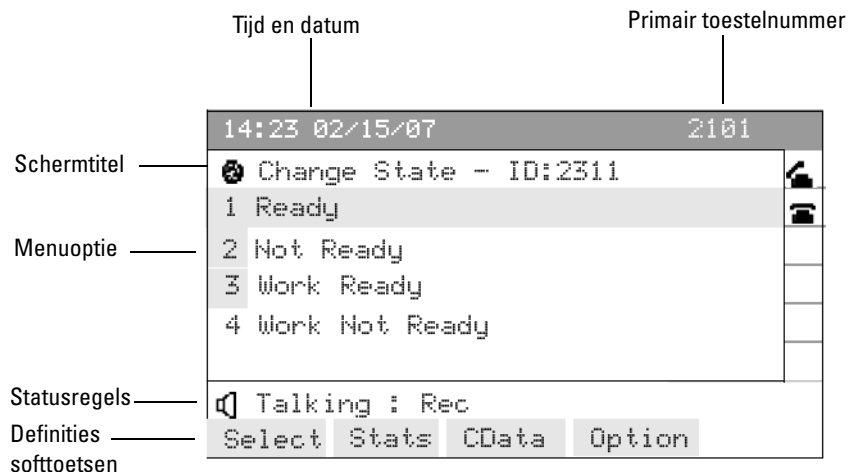 Tijd en datum
Primair toestelnummer
14:23 02/15/07 2101
Schermtitel
Change State - ID:2311
1 Ready
Menuoptie
2 Not Ready
3 Work Ready
4 Work Not Ready
Statusregels
Talking : Rec
Definities
softtoetsen
Select Stats CData Option